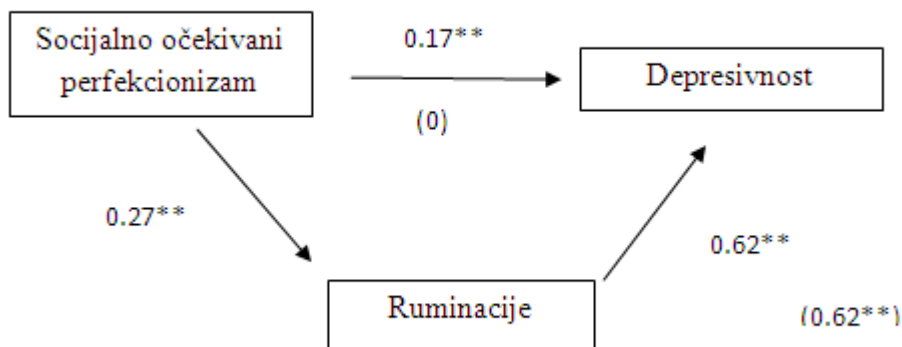 Socijalno očekivani
perfekcionizam
0.17**
(0)
Depresivnost
0.27**
0.62**
Ruminacije
(0.62**)